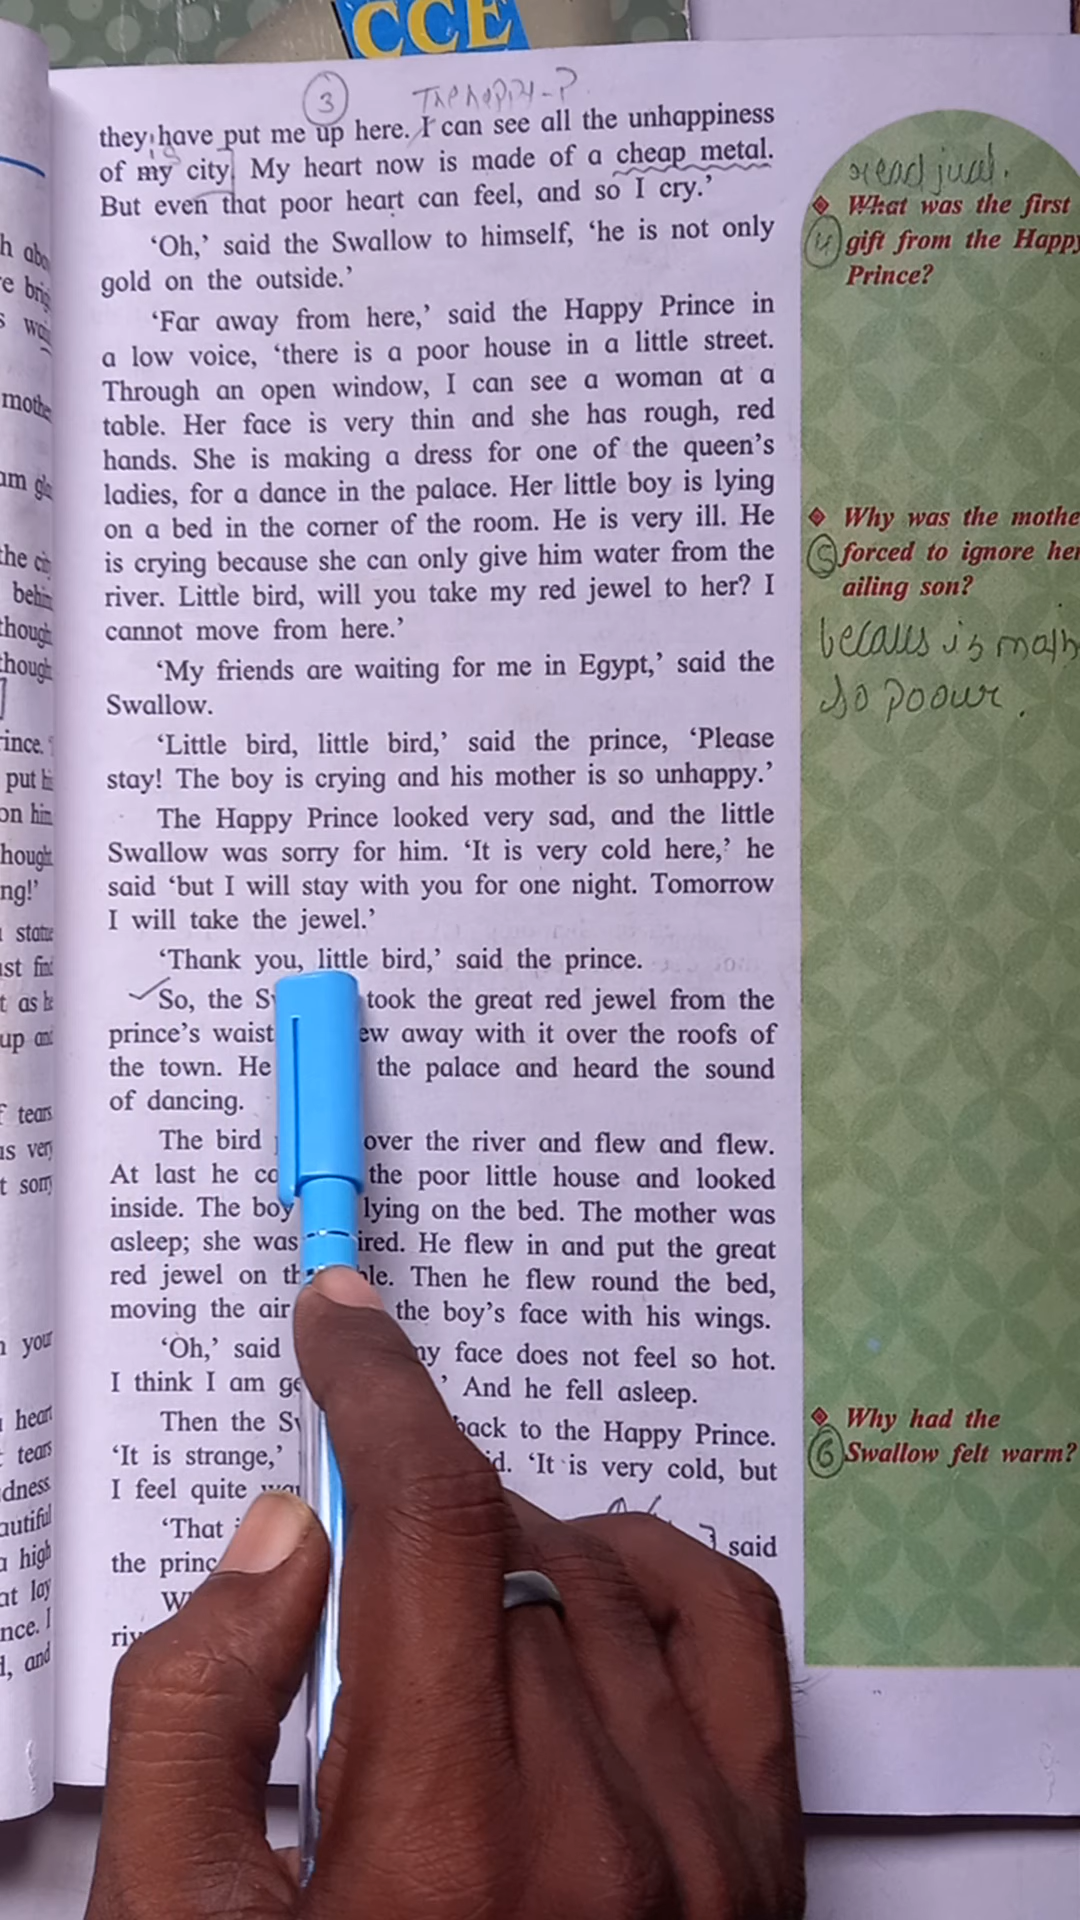 CCE
3 The happy-P
they have put me up here. I can see all the unhappiness
of my city. My heart now is made of a cheap metal.
But even that poor heart can feel, and so I cry.’
‘Oh,’ said the Swallow to himself, ‘he is not only
gold on the outside.’
‘Far away from here,’ said the Happy Prince in
a low voice, ‘there is a poor house in a little street.
Through an open window, I can see a woman at a
table. Her face is very thin and she has rough, red
hands. She is making a dress for one of the queen’s
ladies, for a dance in the palace. Her little boy is lying
on a bed in the corner of the room. He is very ill. He
is crying because she can only give him water from the
river. Little bird, will you take my red jewel to her? I
cannot move from here.’
‘My friends are waiting for me in Egypt,’ said the
Swallow.
‘Little bird, little bird,’ said the prince, ‘Please
stay! The boy is crying and his mother is so unhappy.’
The Happy Prince looked very sad, and the little
Swallow was sorry for him. ‘It is very cold here,’ he
said ‘but I will stay with you for one night. Tomorrow
I will take the jewel.’
‘Thank you, little bird,’ said the prince.
So, the took the great red jewel from the
prince’s waist away with it over the roofs of
the town. He the palace and heard the sound
of dancing.
The bird over the river and flew and flew.
At last he the poor little house and looked
inside. The boy lying on the bed. The mother was
asleep; she was He flew in and put the great
red jewel on Then he flew round the bed,
moving the air the boy’s face with his wings.
‘Oh,’ said my face does not feel so hot.
I think I am ’ And he fell asleep.
Then the back to the Happy Prince.
‘It is strange,’ ‘It is very cold, but
I feel quite
‘That said
the
read jual.
What was the first
4 gift from the Happy
Prince?
Why was the mothe
5 forced to ignore her
ailing son?
becaus is math
so poour.
Why had the
6 Swallow felt warm?